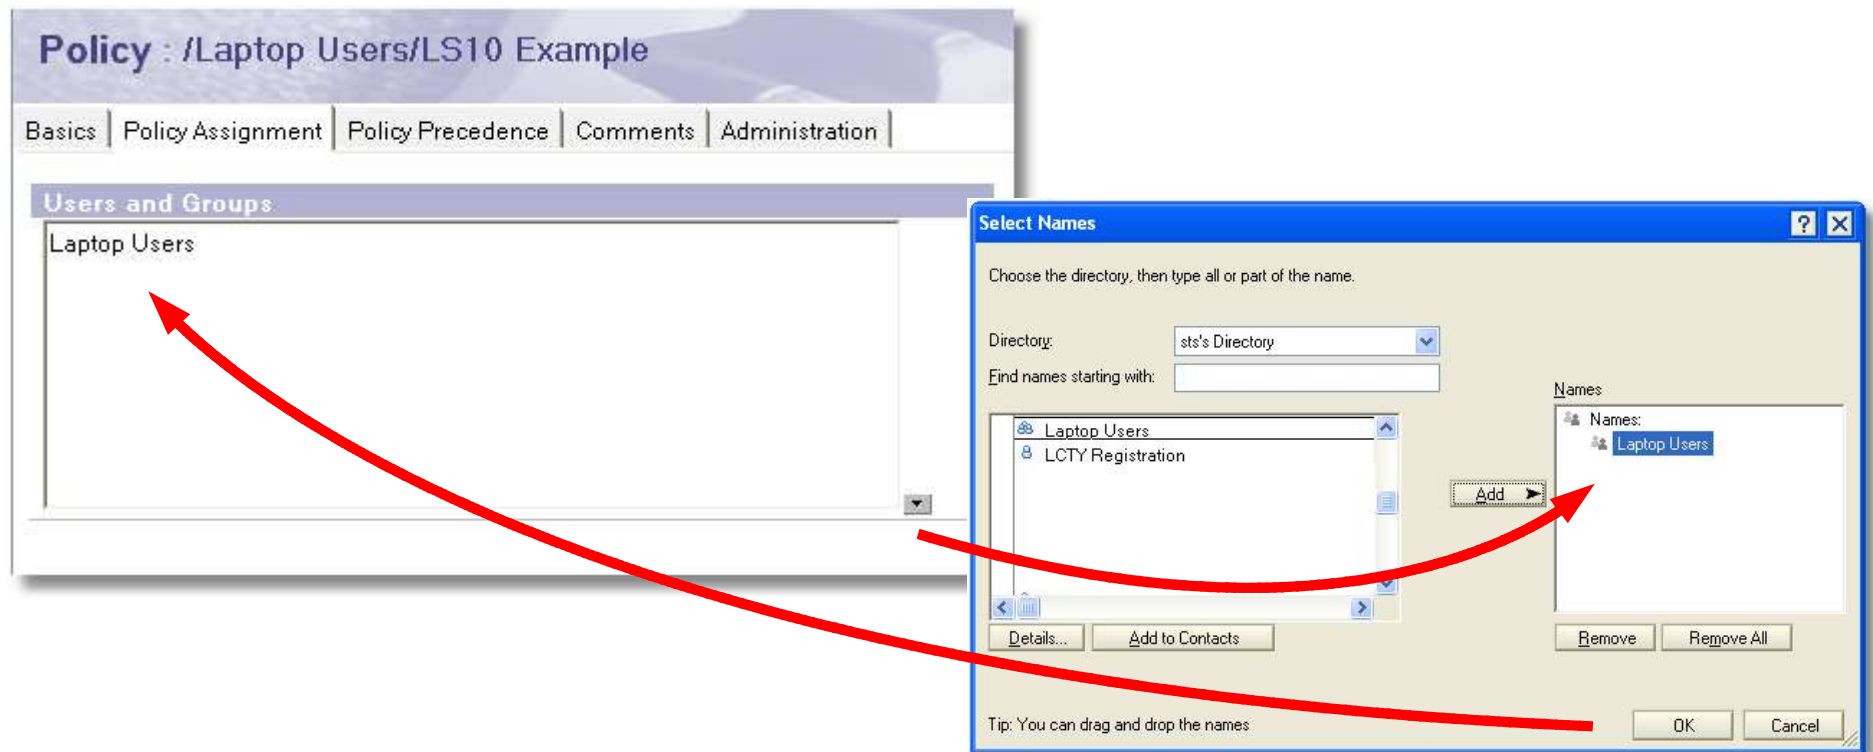 Policy : /Laptop Users/LS10 Example
Basics Policy Assignment Policy Precedence Comments Administration
Users and Groups
Laptop Users
Select Names
Choose the directory, then type all or part of the name.
Directory: sts's Directory
Find names starting with:
Names
Laptop Users
LCTY Registration
Names:
Laptop Users
Add
Details... Add to Contacts
Remove Remove All
Tip: You can drag and drop the names
OK Cancel